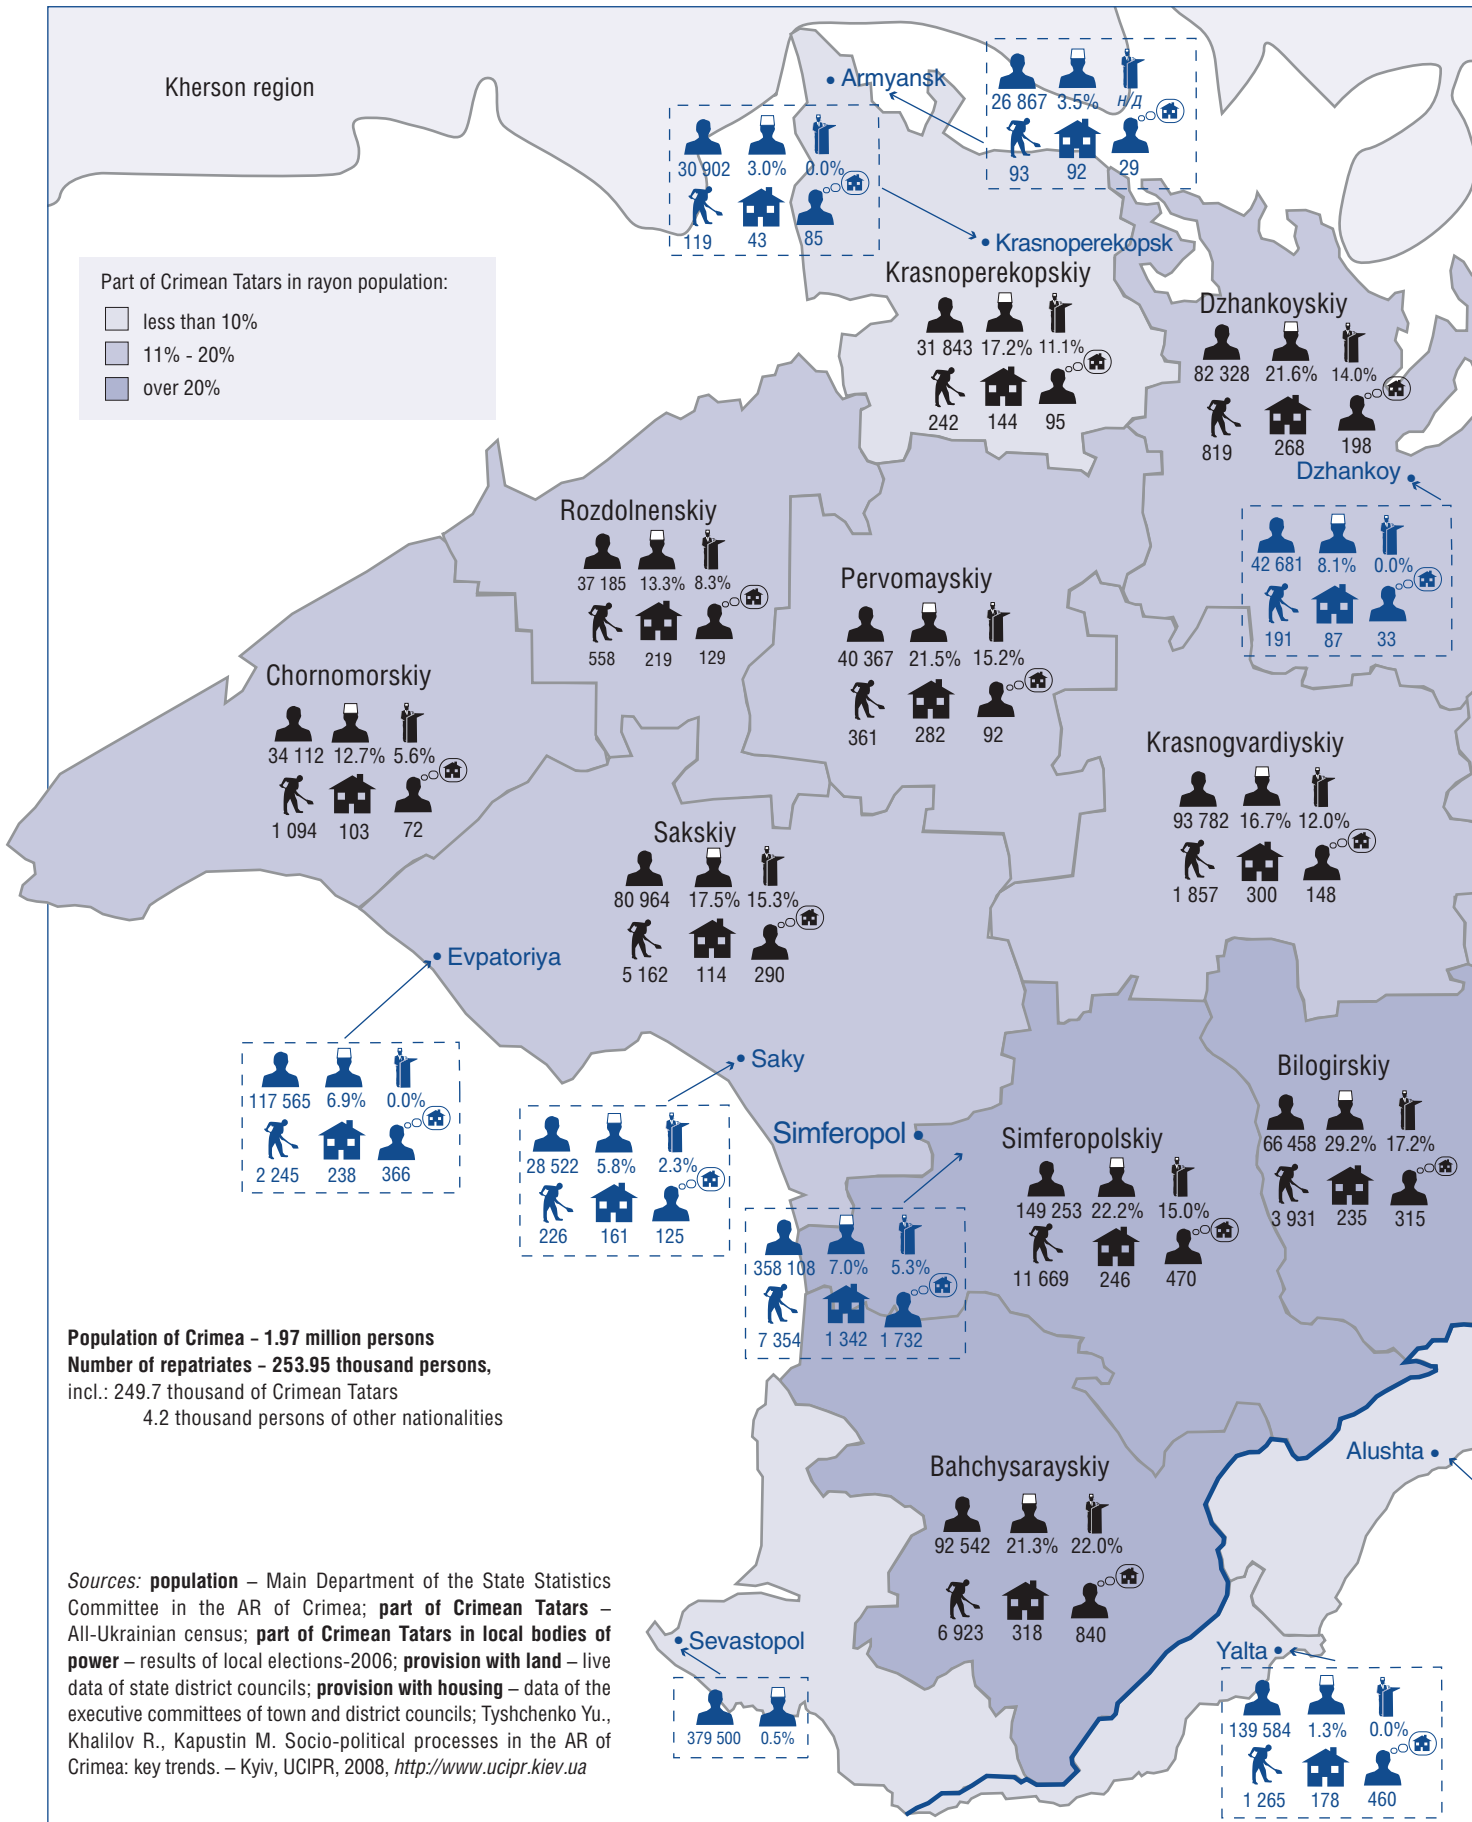 Kherson region
Armyansk
26 867 3.5% н/д
93 92 29
30 902 3.0% 0.0%
119 43 85
Krasnoperekopsk
Part of Crimean Tatars in rayon population:
less than 10%
11% - 20%
over 20%
Krasnoperekopskiy
31 843 17.2% 11.1%
242 144 95
Dzhankoyskiy
82 328 21.6% 14.0%
819 268 198
Dzhankoy
42 681 8.1% 0.0%
191 87 33
Rozdolnenskiy
37 185 13.3% 8.3%
558 219 129
Pervomayskiy
40 367 21.5% 15.2%
361 282 92
Chornomorskiy
34 112 12.7% 5.6%
1 094 103 72
Krasnogvardiyskiy
93 782 16.7% 12.0%
1 857 300 148
Sakskiy
80 964 17.5% 15.3%
5 162 114 290
Evpatoriya
117 565 6.9% 0.0%
2 245 238 366
Saky
28 522 5.8% 2.3%
226 161 125
Simferopol
358 108 7.0% 5.3%
7 354 1 342 1 732
Simferopolskiy
149 253 22.2% 15.0%
11 669 246 470
Bilogirskiy
66 458 29.2% 17.2%
3 931 235 315
Population of Crimea – 1.97 million persons
Number of repatriates – 253.95 thousand persons,
incl.: 249.7 thousand of Crimean Tatars
4.2 thousand persons of other nationalities
Alushta
Bahchysarayskiy
92 542 21.3% 22.0%
6 923 318 840
Sevastopol
379 500 0.5%
Yalta
139 584 1.3% 0.0%
1 265 178 460
Sources: population – Main Department of the State Statistics
Committee in the AR of Crimea; part of Crimean Tatars –
All-Ukrainian census; part of Crimean Tatars in local bodies of
power – results of local elections-2006; provision with land – live
data of state district councils; provision with housing – data of the
executive committees of town and district councils; Tyshchenko Yu.,
Khalilov R., Kapustin M. Socio-political processes in the AR of
Crimea: key trends. – Kyiv, UCIPR, 2008, http://www.ucipr.kiev.ua